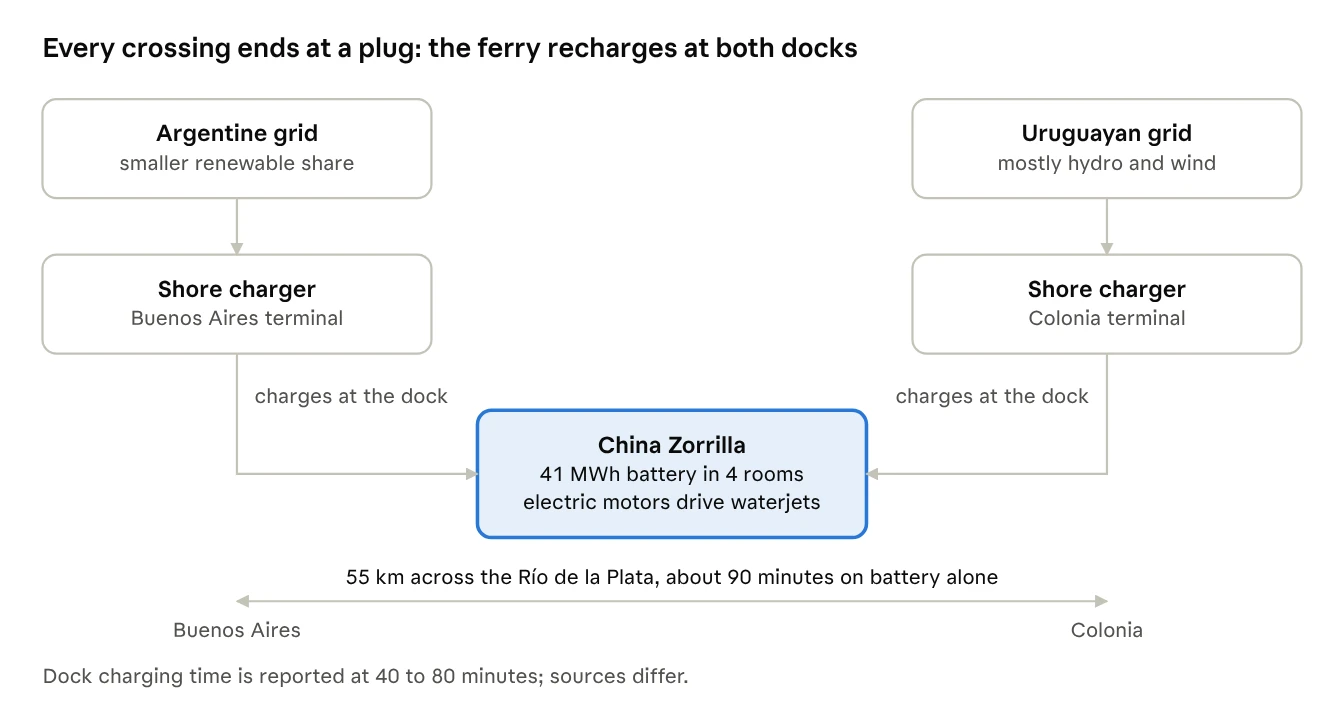 Every crossing ends at a plug: the ferry recharges at both docks
Argentine grid
smaller renewable share
Uruguayan grid
mostly hydro and wind
Shore charger
Buenos Aires terminal
Shore charger
Colonia terminal
charges at the dock
charges at the dock
China Zorrilla
41 MWh battery in 4 rooms
electric motors drive waterjets
55 km across the Río de la Plata, about 90 minutes on battery alone
Buenos Aires
Colonia
Dock charging time is reported at 40 to 80 minutes; sources differ.